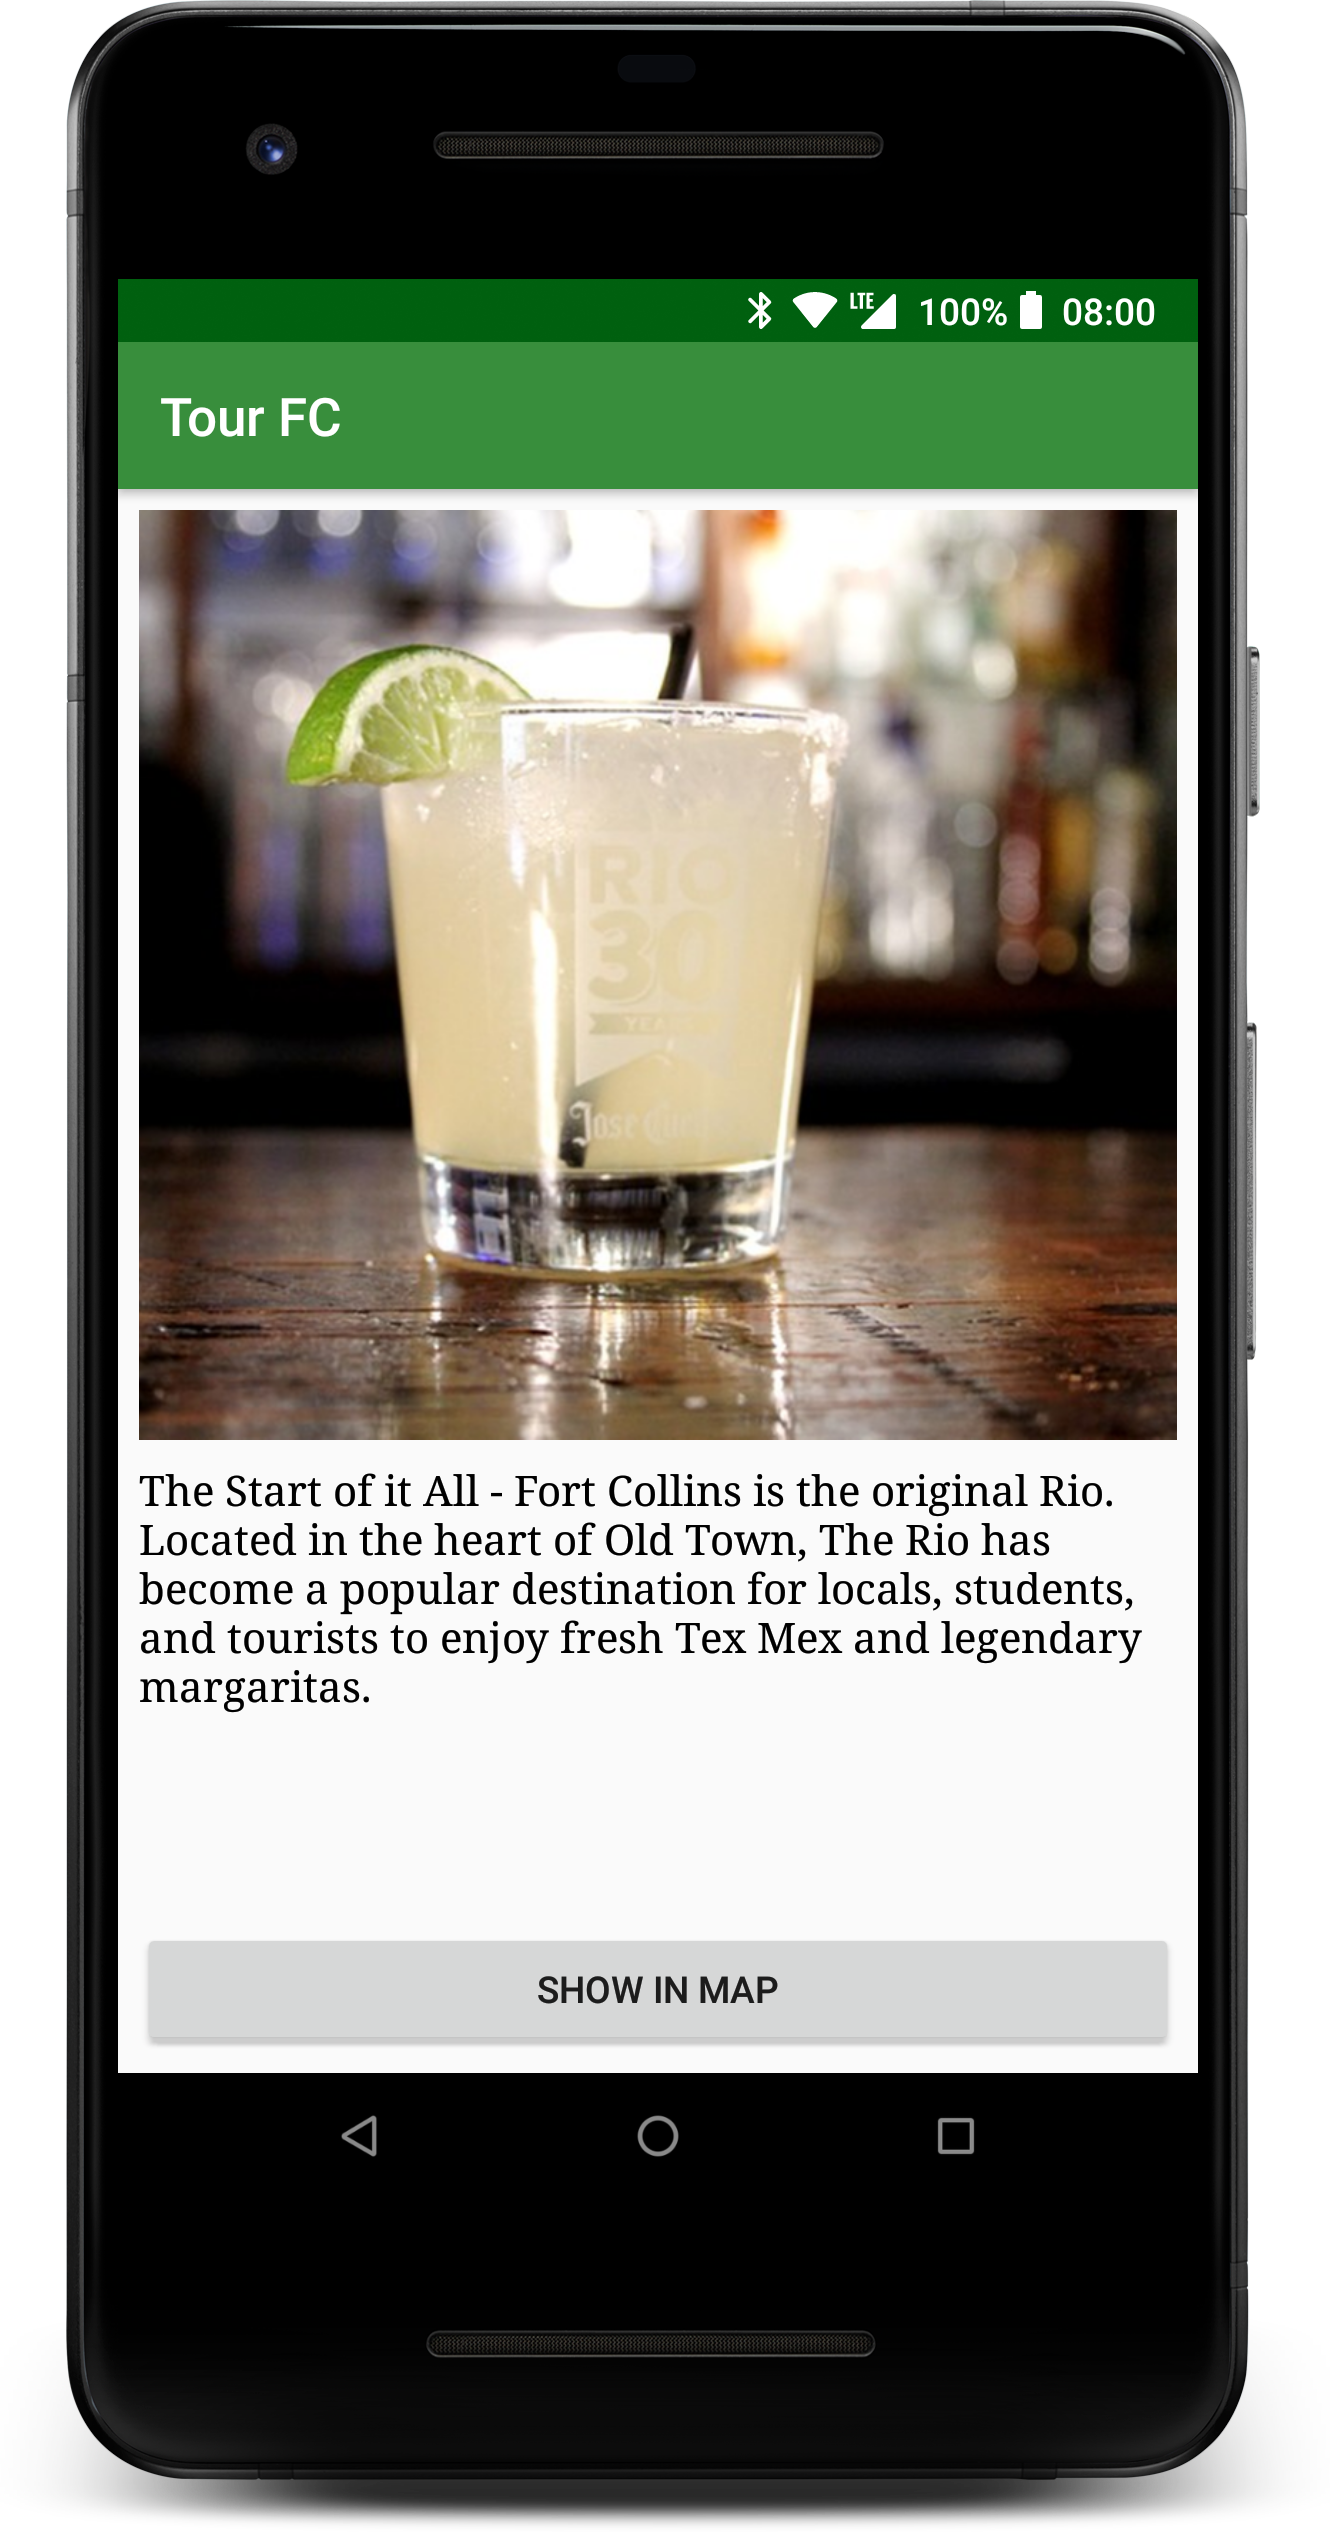 LTE 100% 08:00
Tour FC
RIO
30
Jose
The Start of it All - Fort Collins is the original Rio.
Located in the heart of Old Town, The Rio has
become a popular destination for locals, students,
and tourists to enjoy fresh Tex Mex and legendary
margaritas.
SHOW IN MAP